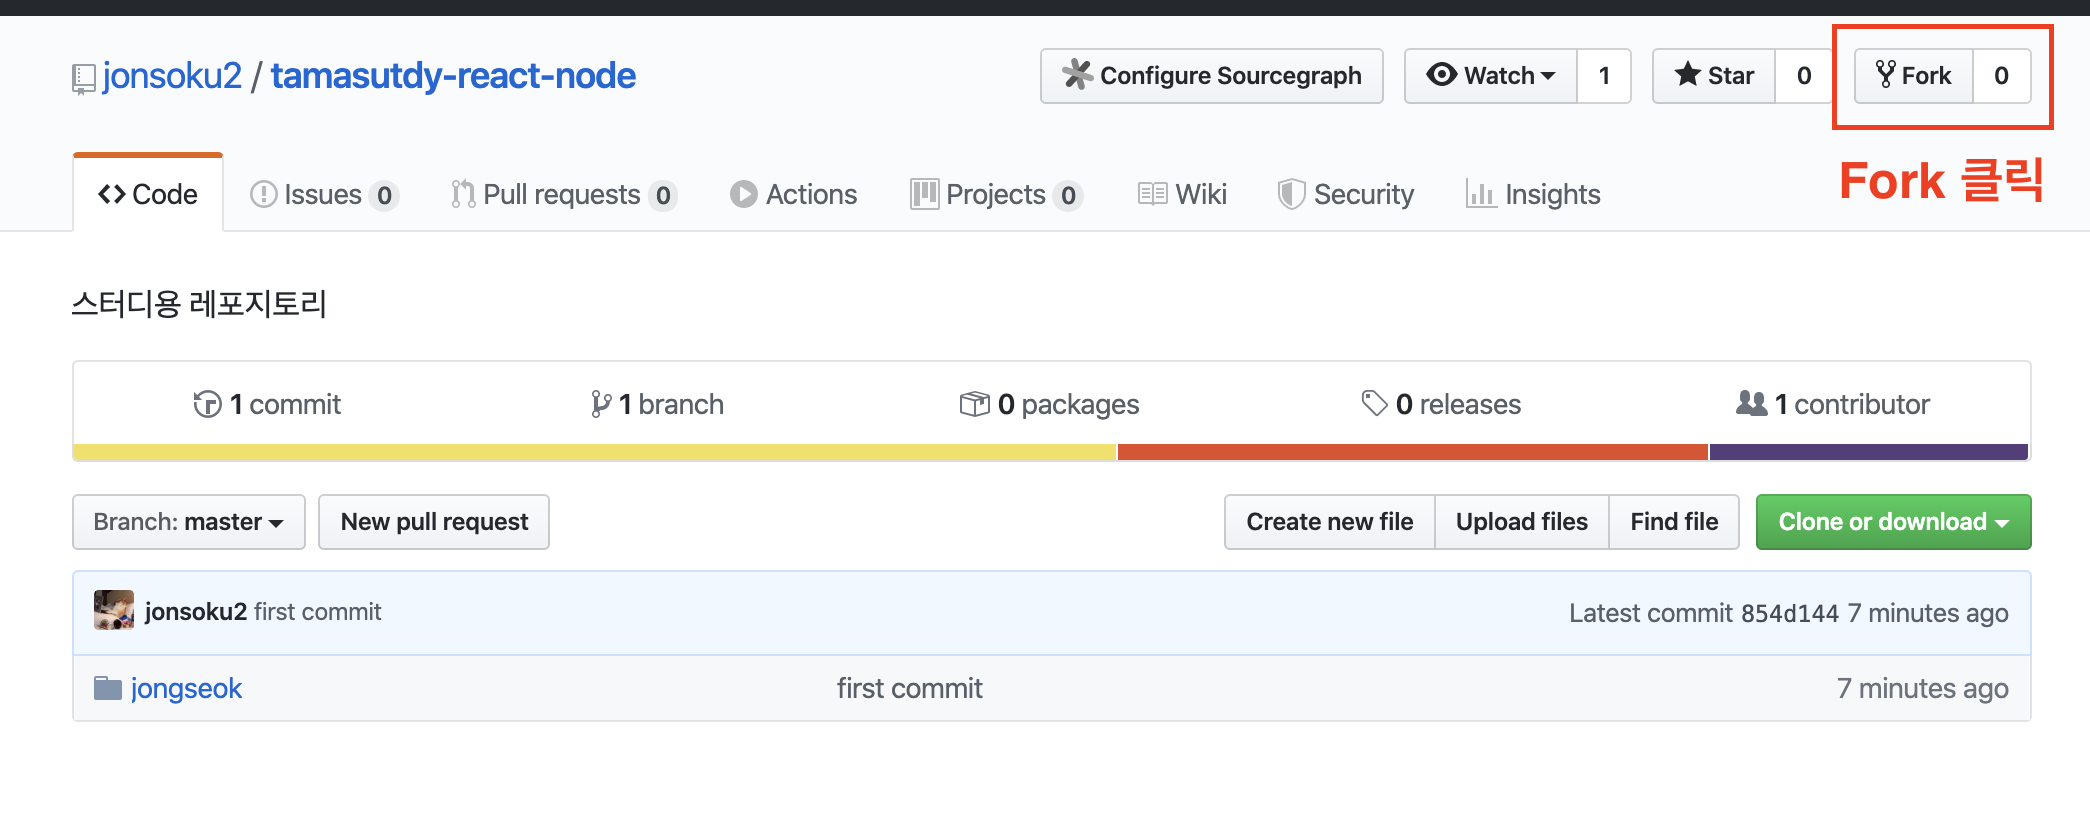 jonsoku2 / tamasutdy-react-node
Configure Sourcegraph
Watch 1
Star 0
Fork 0
Fork 클릭
Code
Issues 0
Pull requests 0
Actions
Projects 0
Wiki
Security
Insights
스터디용 레포지토리
1 commit
1 branch
0 packages
0 releases
1 contributor
Branch: master
New pull request
Create new file
Upload files
Find file
Clone or download
jonsoku2 first commit
Latest commit 854d144 7 minutes ago
jongseok
first commit
7 minutes ago